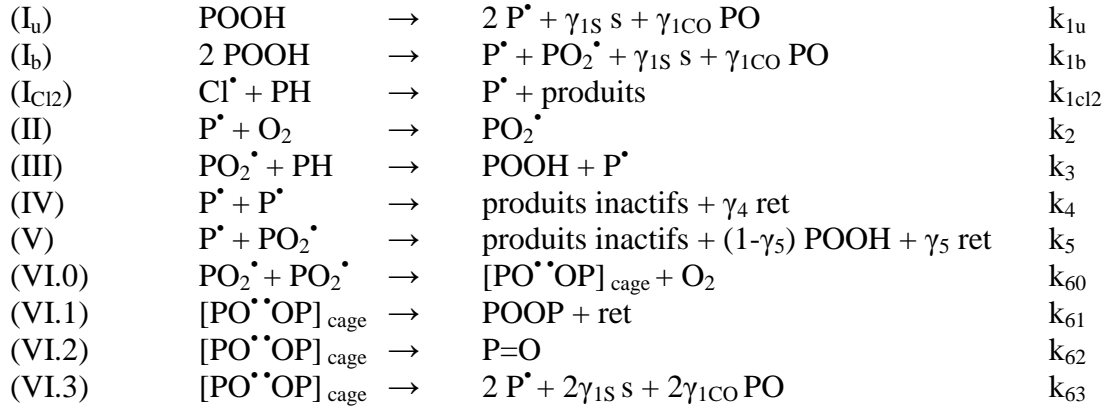 (Iᵤ) POOH → 2 P• + γ₁S s + γ₁CO PO k₁ᵤ
(I_b) 2 POOH → P• + PO₂• + γ₁S s + γ₁CO PO k₁b
(I_Cl2) Cl• + PH → P• + produits k₁cl2
(II) P• + O₂ → PO₂• k₂
(III) PO₂• + PH → POOH + P• k₃
(IV) P• + P• → produits inactifs + γ₄ ret k₄
(V) P• + PO₂• → produits inactifs + (1-γ₅) POOH + γ₅ ret k₅
(VI.0) PO₂• + PO₂• → [PO••OP] cage + O₂ k₆₀
(VI.1) [PO••OP] cage → POOP + ret k₆₁
(VI.2) [PO••OP] cage → P=O k₆₂
(VI.3) [PO••OP] cage → 2 P• + 2γ₁S s + 2γ₁CO PO k₆₃